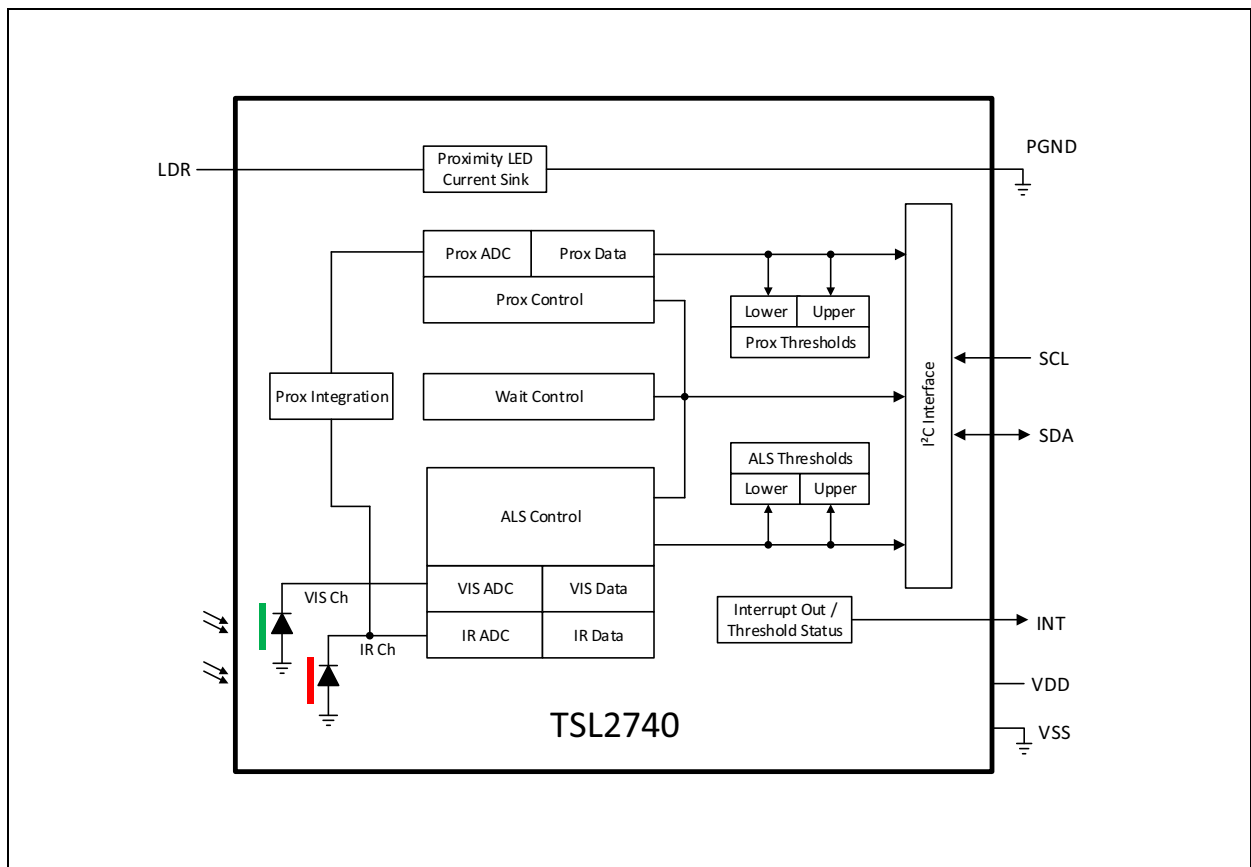 PGND
LDR
Proximity LED
Current Sink
Prox ADC
Prox Data
Prox Control
Lower
Upper
Prox Thresholds
SCL
Prox Integration
Wait Control
I²C Interface
SDA
ALS Thresholds
Lower
Upper
ALS Control
VIS Ch
VIS ADC
VIS Data
Interrupt Out /
Threshold Status
INT
IR Ch
IR ADC
IR Data
VDD
TSL2740
VSS